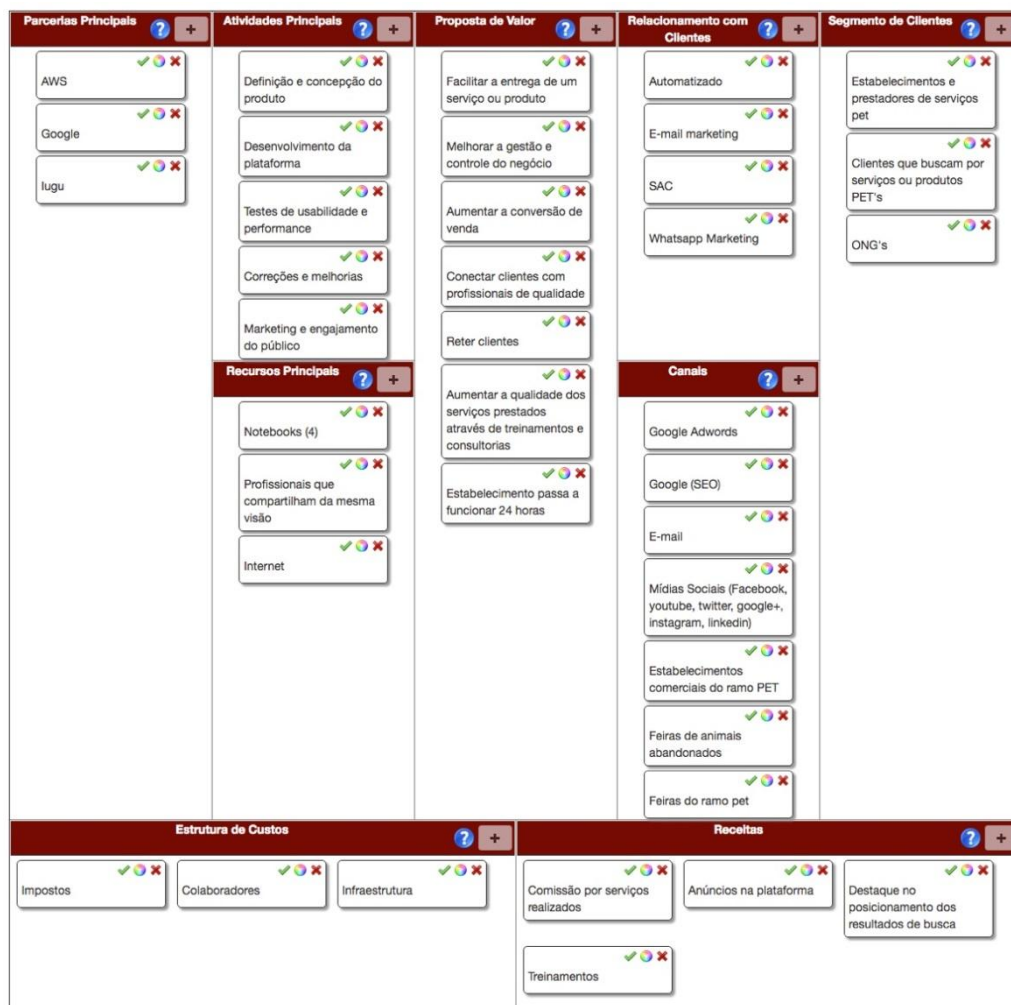 Parcerias Principais
?
+
AWS
Google
Iugu
Atividades Principais
?
+
Definição e concepção do
produto
Desenvolvimento da
plataforma
Testes de usabilidade e
performance
Correções e melhorias
Marketing e engajamento
do público
Recursos Principais
?
+
Notebooks (4)
Profissionais que
compartilham da mesma
visão
Internet
Proposta de Valor
?
+
Facilitar a entrega de um
serviço ou produto
Melhorar a gestão e
controle do negócio
Aumentar a conversão de
venda
Conectar clientes com
profissionais de qualidade
Reter clientes
Aumentar a qualidade dos
serviços prestados
através de treinamentos e
consultorias
Estabelecimento passa a
funcionar 24 horas
Relacionamento com
Clientes
?
+
Automatizado
E-mail marketing
SAC
Whatsapp Marketing
Canais
?
+
Google Adwords
Google (SEO)
E-mail
Mídias Sociais (Facebook,
youtube, twitter, google+,
instagram, linkedin)
Estabelecimentos
comerciais do ramo PET
Feiras de animais
abandonados
Feiras do ramo pet
Segmento de Clientes
?
+
Estabelecimentos e
prestadores de serviços
pet
Clientes que buscam por
serviços ou produtos
PET's
ONG's
Estrutura de Custos
?
+
Impostos
Colaboradores
Infraestrutura
Receitas
?
+
Comissão por serviços
realizados
Anúncios na plataforma
Destaque no
posicionamento dos
resultados de busca
Treinamentos